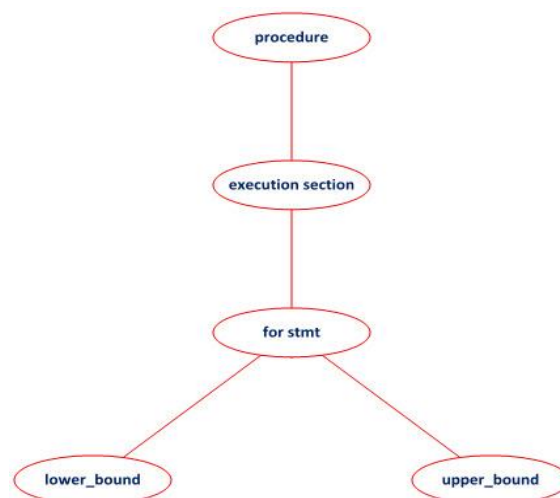 procedure
execution section
for stmt
lower_bound
upper_bound